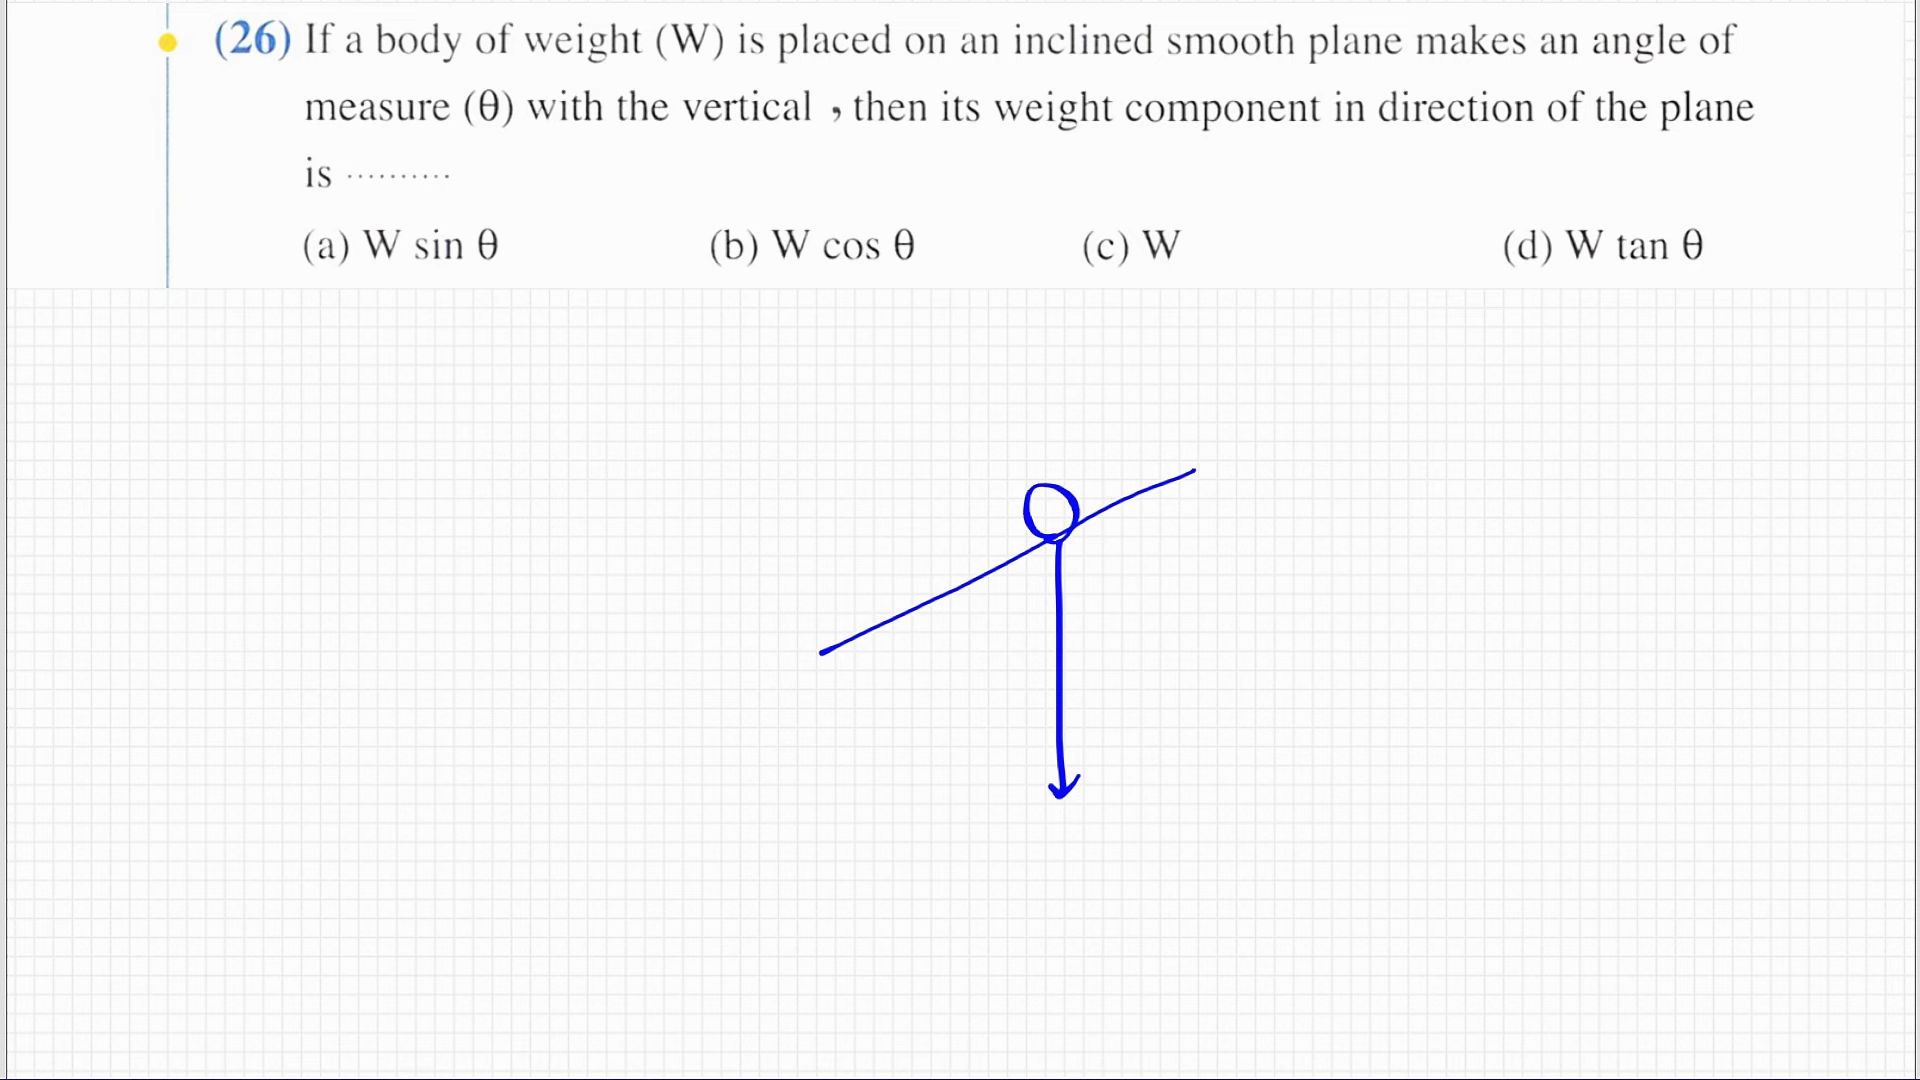 (26) If a body of weight (W) is placed on an inclined smooth plane makes an angle of
measure (θ) with the vertical , then its weight component in direction of the plane
is ··········
(a) W sin θ (b) W cos θ (c) W (d) W tan θ